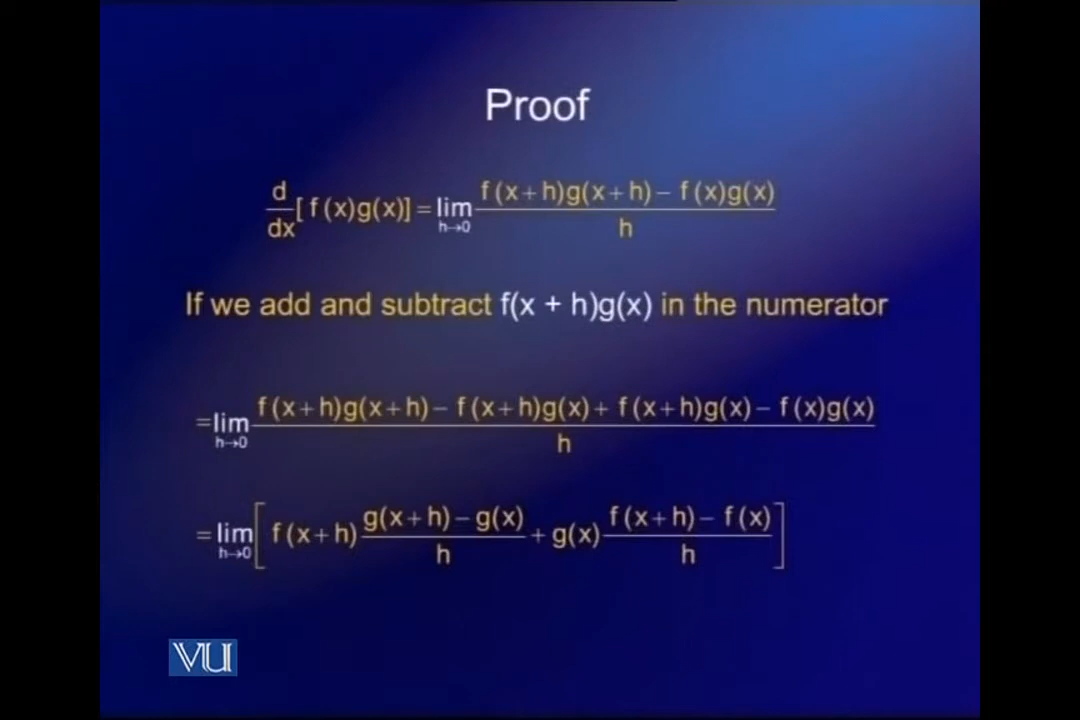 Proof
d/dx [f(x)g(x)] = lim h→0 f(x+h)g(x+h) − f(x)g(x) / h
If we add and subtract f(x + h)g(x) in the numerator
= lim h→0 f(x+h)g(x+h) − f(x+h)g(x) + f(x+h)g(x) − f(x)g(x) / h
= lim h→0 [ f(x+h) g(x+h) − g(x) / h + g(x) f(x+h) − f(x) / h ]
VU